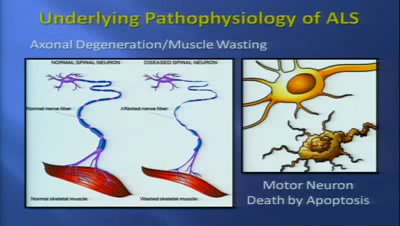 Underlying Pathophysiology of ALS
Axonal Degeneration/Muscle Wasting
NORMAL SPINAL NEURON
DISEASED SPINAL NEURON
Normal nerve fiber
Affected nerve fiber
Normal skeletal muscle
Wasted skeletal muscle
Motor Neuron
Death by Apoptosis